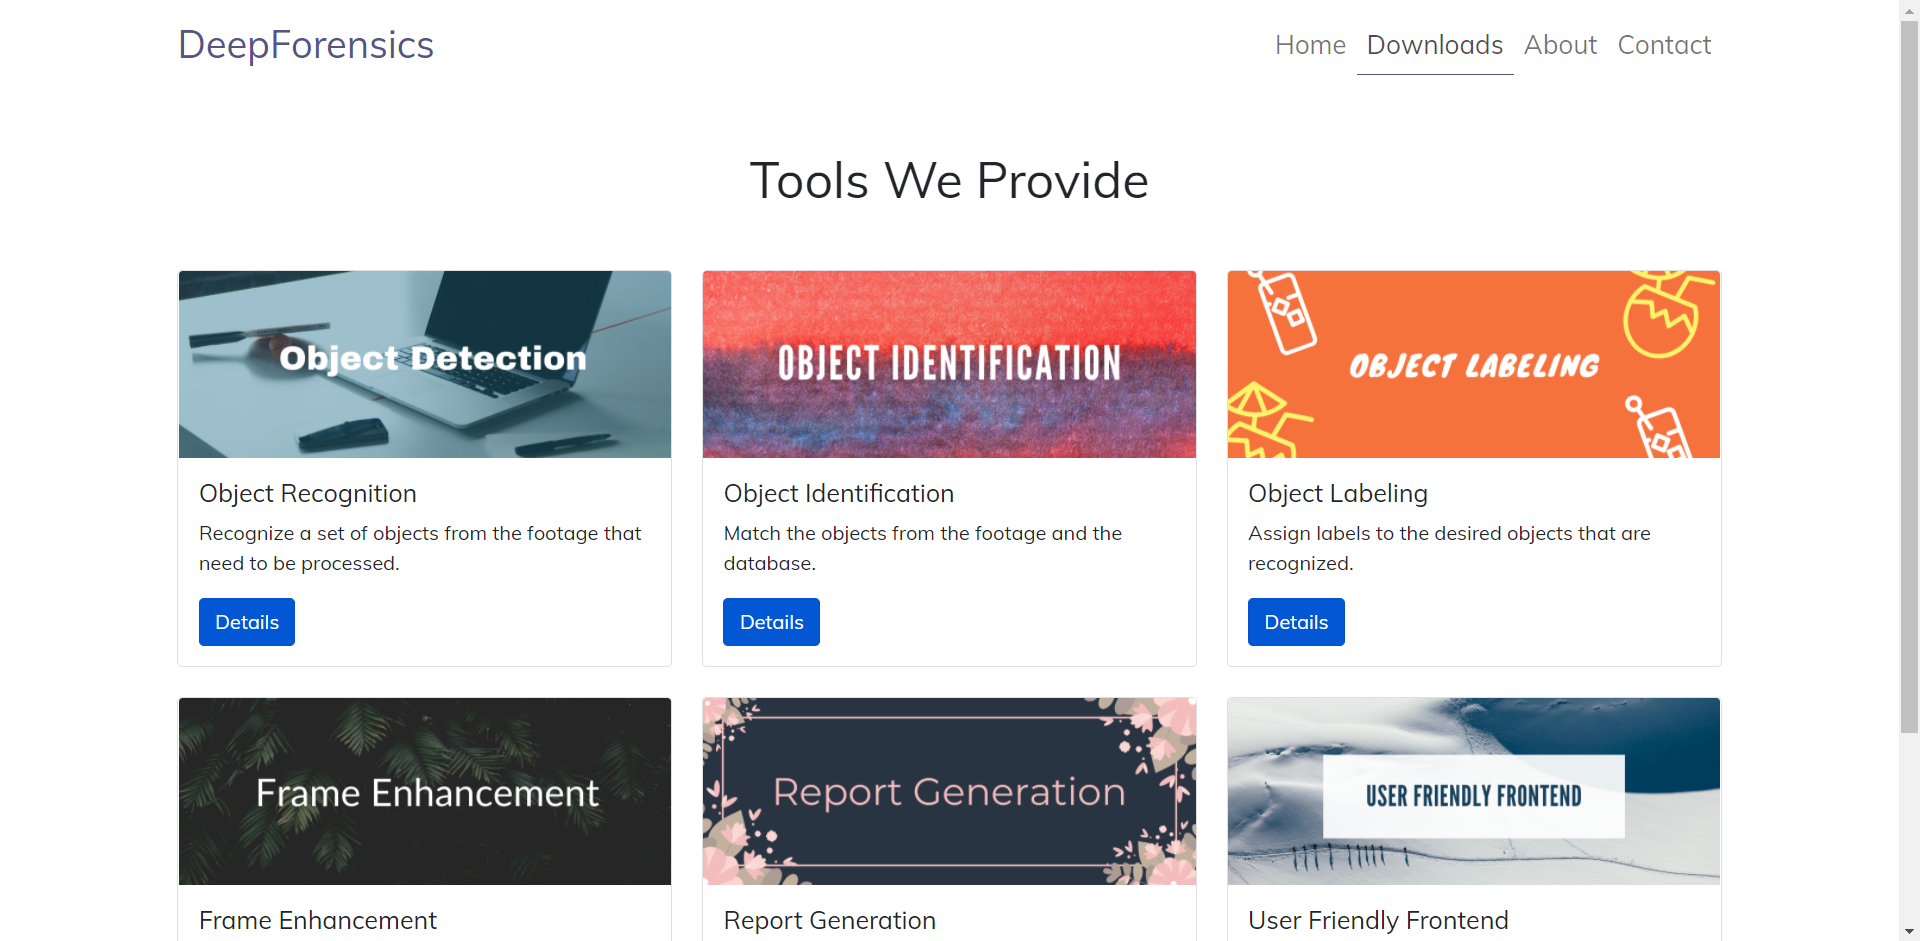 DeepForensics
Home Downloads About Contact
Tools We Provide
Object Detection
Object Recognition
Recognize a set of objects from the footage that
need to be processed.
Details
OBJECT IDENTIFICATION
Object Identification
Match the objects from the footage and the
database.
Details
OBJECT LABELING
Object Labeling
Assign labels to the desired objects that are
recognized.
Details
Frame Enhancement
Frame Enhancement
Report Generation
Report Generation
USER FRIENDLY FRONTEND
User Friendly Frontend